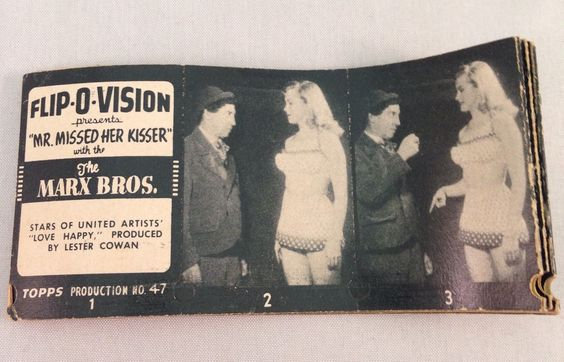 FLIP-O-VISION
presents
"MR. MISSED HER KISSER"
with the
The
MARX BROS.
STARS OF UNITED ARTISTS'
"LOVE HAPPY," PRODUCED
BY LESTER COWAN
TOPPS PRODUCTION NO. 47
1
2
3